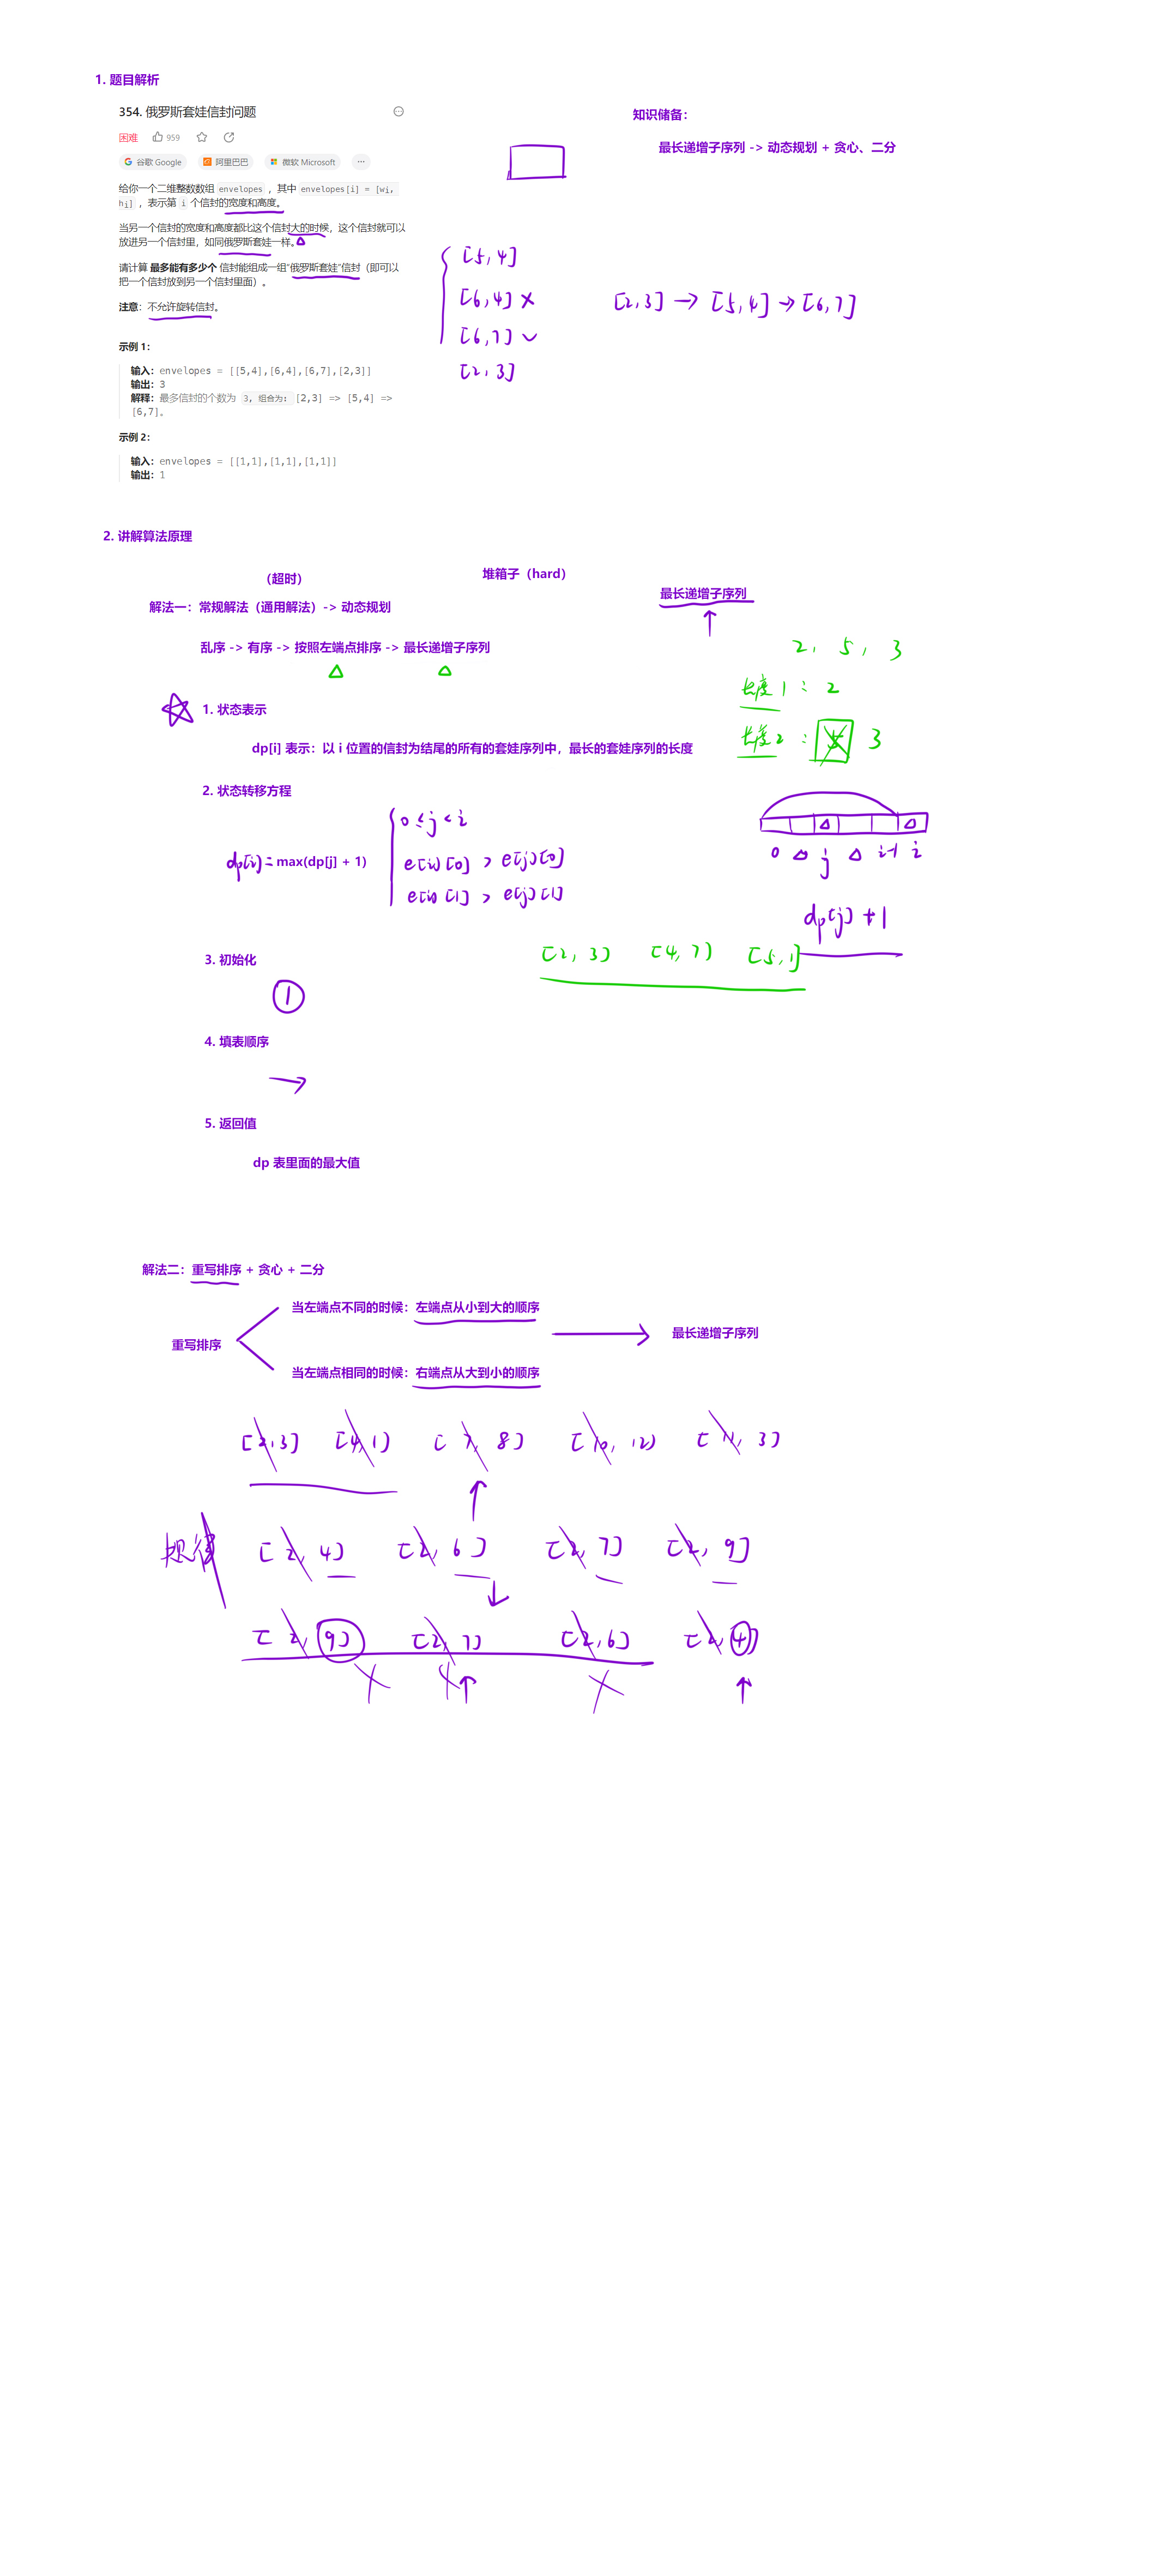 1. 题目解析
354. 俄罗斯套娃信封问题
困难 959
谷歌 Google 阿里巴巴 微软 Microsoft ...
给你一个二维整数数组 envelopes ，其中 envelopes[i] = [wi,
hi] ，表示第 i 个信封的宽度和高度。
当另一个信封的宽度和高度都比这个信封大的时候，这个信封就可以
放进另一个信封里，如同俄罗斯套娃一样。
请计算 最多能有多少个 信封能组成一组“俄罗斯套娃”信封（即可以
把一个信封放到另一个信封里面）。
注意：不允许旋转信封。
示例 1：
输入：envelopes = [[5,4],[6,4],[6,7],[2,3]]
输出：3
解释：最多信封的个数为 3, 组合为: [2,3] => [5,4] =>
[6,7]。
示例 2：
输入：envelopes = [[1,1],[1,1],[1,1]]
输出：1
知识储备：
最长递增子序列 -> 动态规划 + 贪心、二分
[5,4]
[6,4] ×
[6,7] ✓
[2,3]
[2,3] → [5,4] → [6,7]
2. 讲解算法原理
（超时）
堆箱子（hard）
解法一：常规解法（通用解法）-> 动态规划
最长递增子序列
↑
乱序 -> 有序 -> 按照左端点排序 -> 最长递增子序列
2, 5, 3
长度1: 2
长度2: 5 3
1. 状态表示
dp[i] 表示：以 i 位置的信封为结尾的所有的套娃序列中，最长的套娃序列的长度
2. 状态转移方程
dp[i] = max(dp[j] + 1)
0 ≤ j < i
e[i][0] > e[j][0]
e[i][1] > e[j][1]
0 j i-1 i
dp[j] + 1
3. 初始化
1
[2,3] [4,7] [5,1]
4. 填表顺序
→
5. 返回值
dp 表里面的最大值
解法二：重写排序 + 贪心 + 二分
重写排序
当左端点不同的时候：左端点从小到大的顺序
当左端点相同的时候：右端点从大到小的顺序
最长递增子序列
[2,3] [4,1] [7,8] [10,12] [11,3]
[2,4] [2,6] [2,7] [2,9]
[2,9] [2,7] [2,6] [2,4]